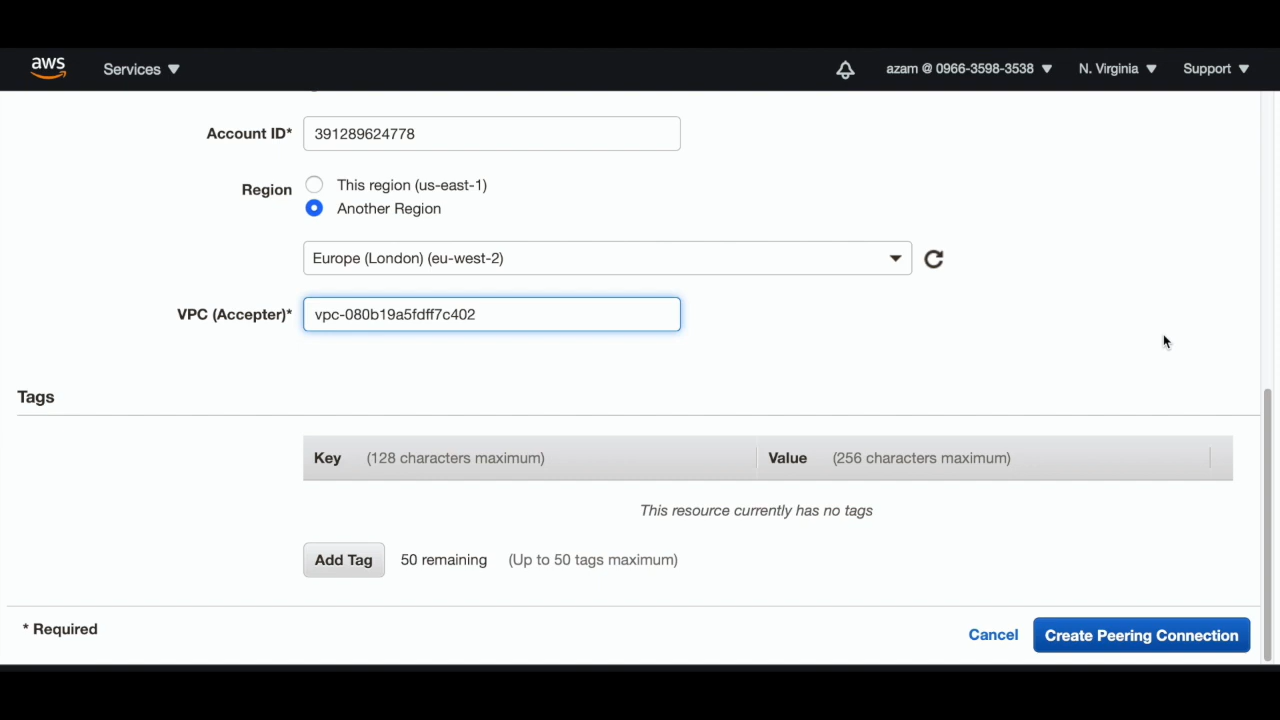 aws Services azam @ 0966-3598-3538 N. Virginia Support
Account ID* 391289624778
Region This region (us-east-1)
Another Region
Europe (London) (eu-west-2)
VPC (Accepter)* vpc-080b19a5fdff7c402
Tags
Key (128 characters maximum) Value (256 characters maximum)
This resource currently has no tags
Add Tag 50 remaining (Up to 50 tags maximum)
* Required Cancel Create Peering Connection